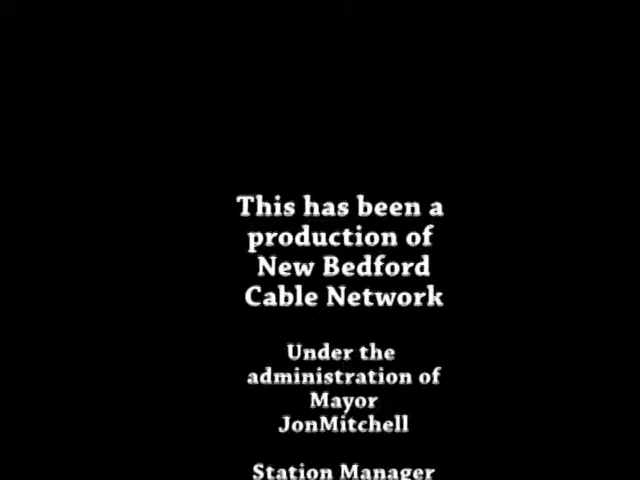 This has been a
production of
New Bedford
Cable Network
Under the
administration of
Mayor
JonMitchell
Station Manager